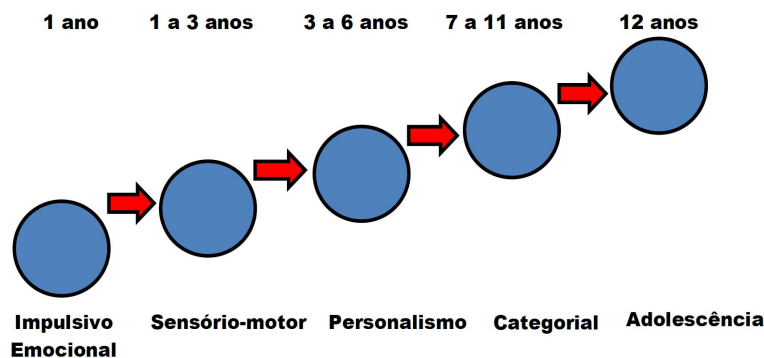 1 ano
1 a 3 anos
3 a 6 anos
7 a 11 anos
12 anos
Impulsivo
Emocional
Sensório-motor
Personalismo
Categorial
Adolescência